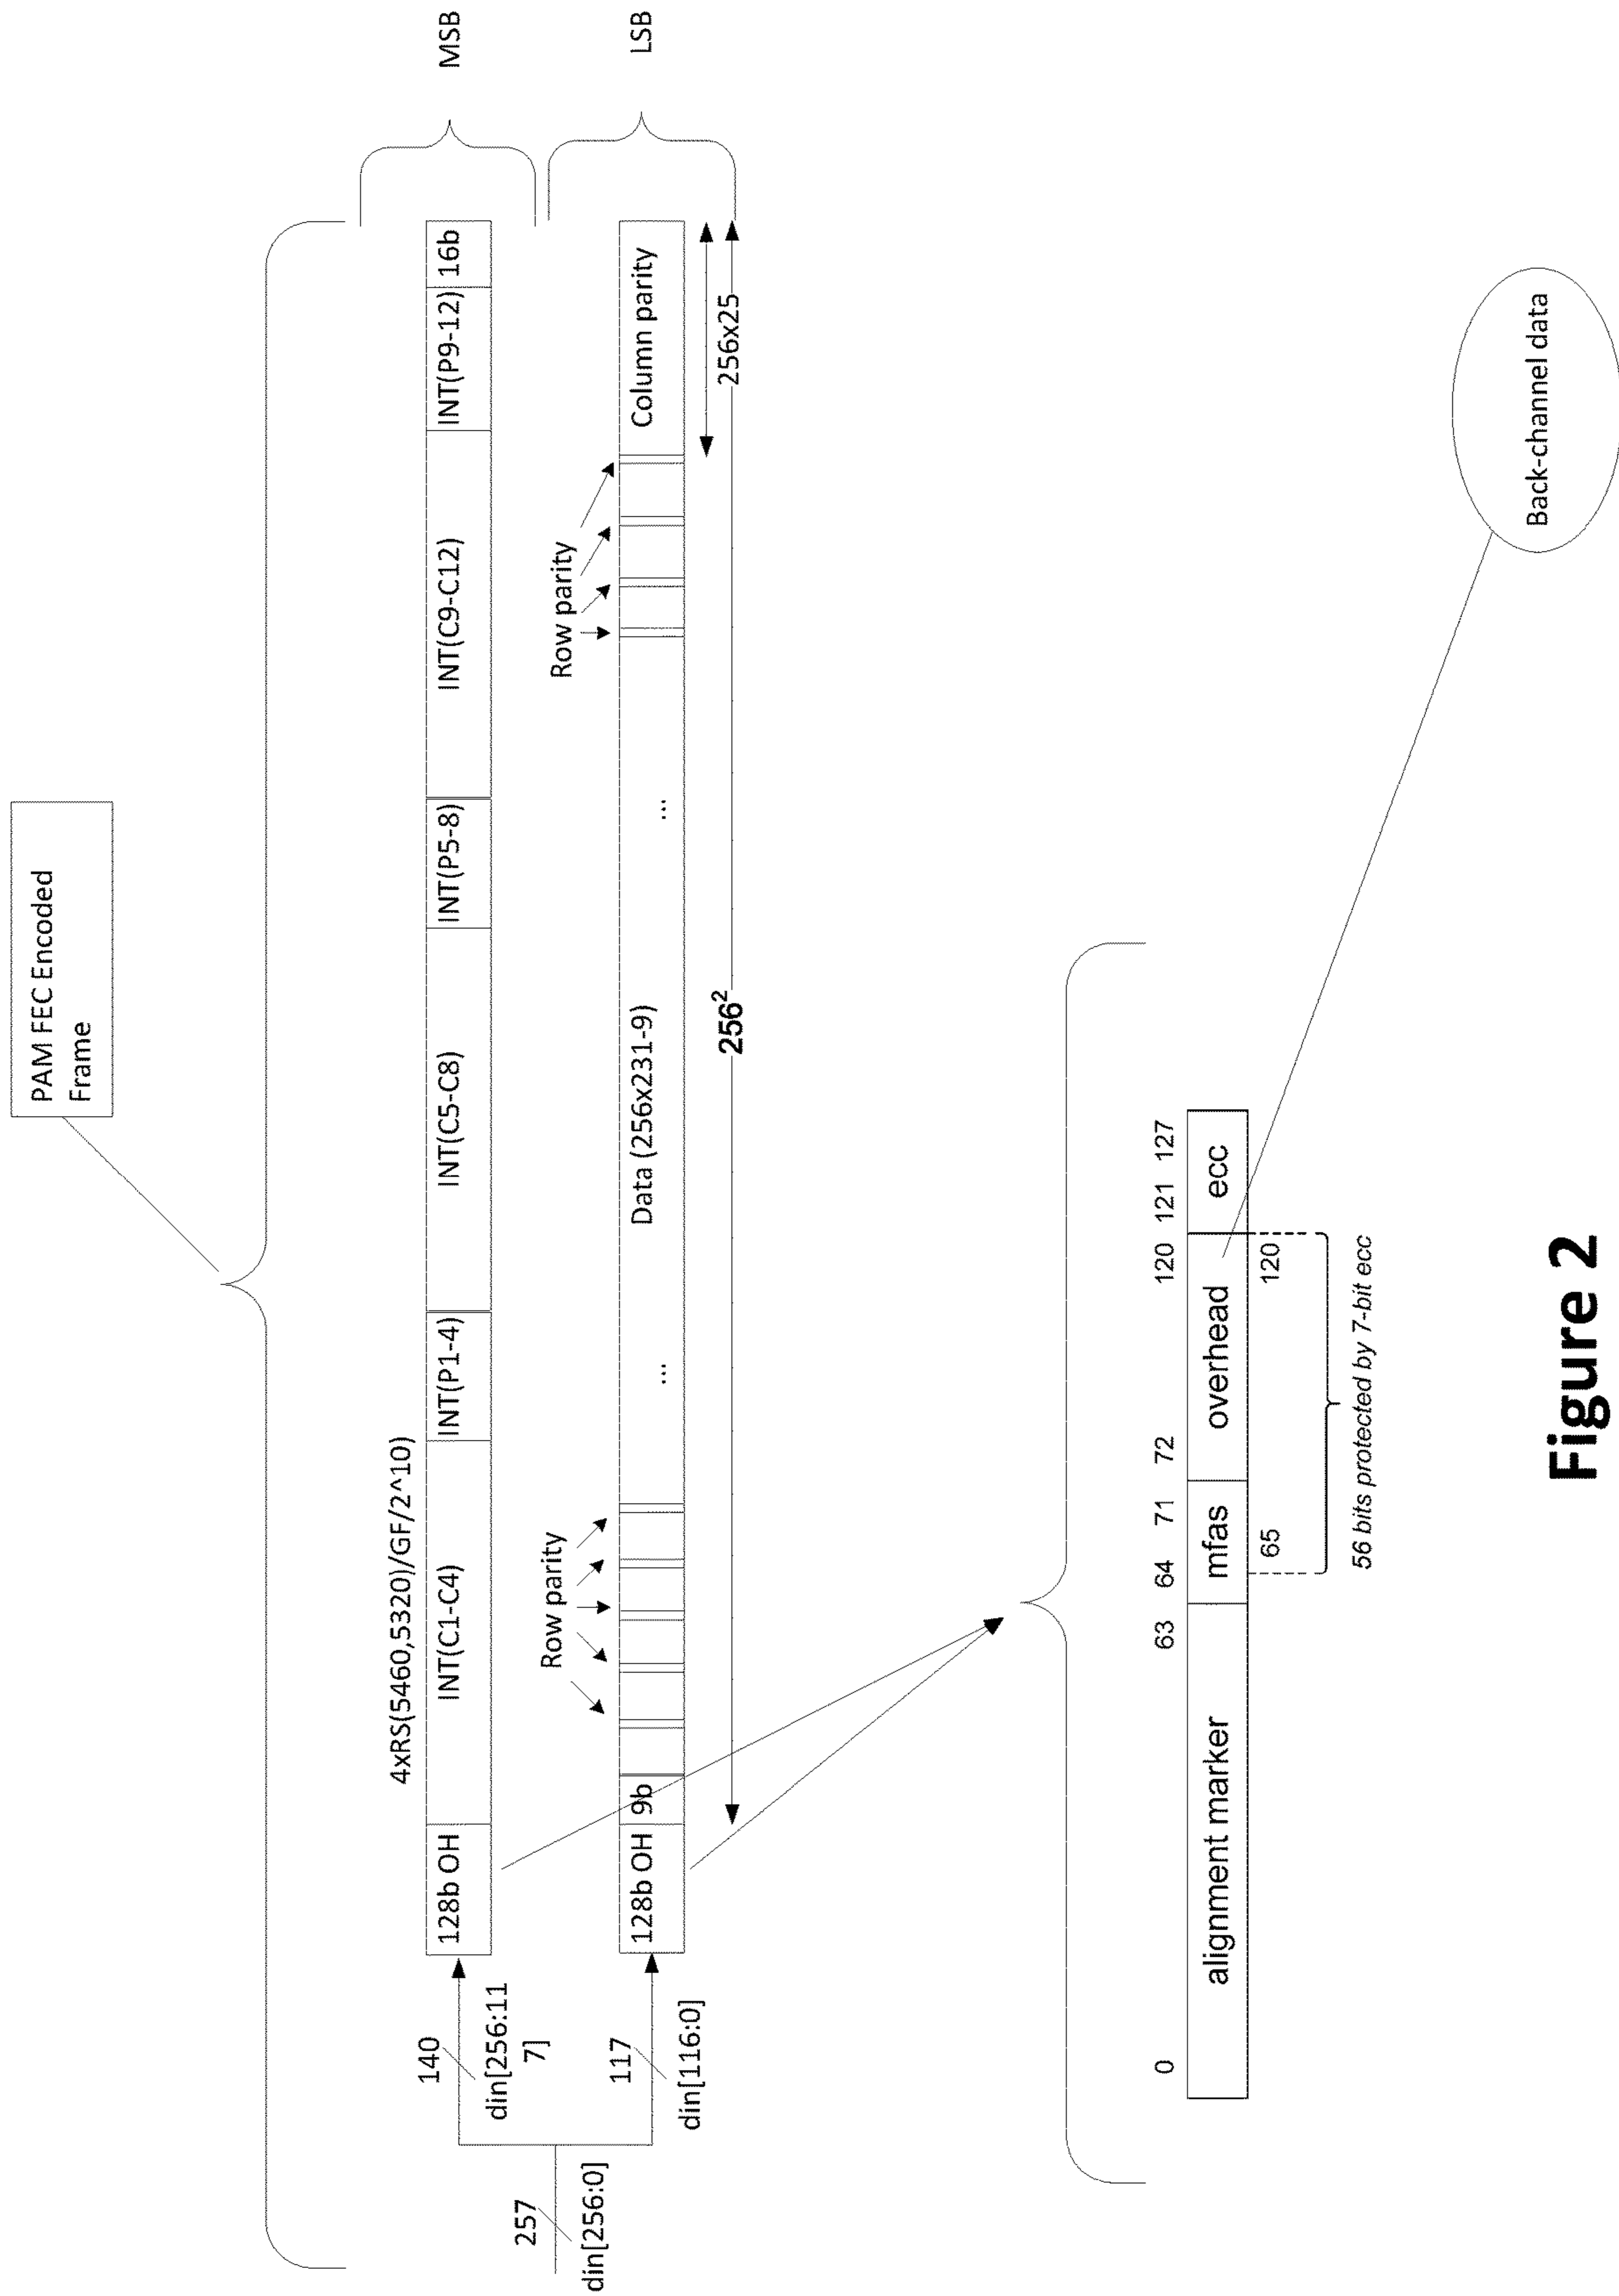 PAM FEC Encoded
Frame
4xRS(5460,5320)/GF/2^10)
128b OH
INT(C1-C4)
INT(P1-4)
INT(C5-C8)
INT(P5-8)
INT(C9-C12)
INT(P9-12)
16b
MSB
257
din[256:0]
140
din[256:11
7]
117
din[116:0]
Row parity
Row parity
128b OH
9b
...
Data (256x231-9)
...
Column parity
LSB
256x25
256²
0
63
64
71
72
120
121
127
alignment marker
mfas
overhead
ecc
65
120
56 bits protected by 7-bit ecc
Back-channel data
Figure 2